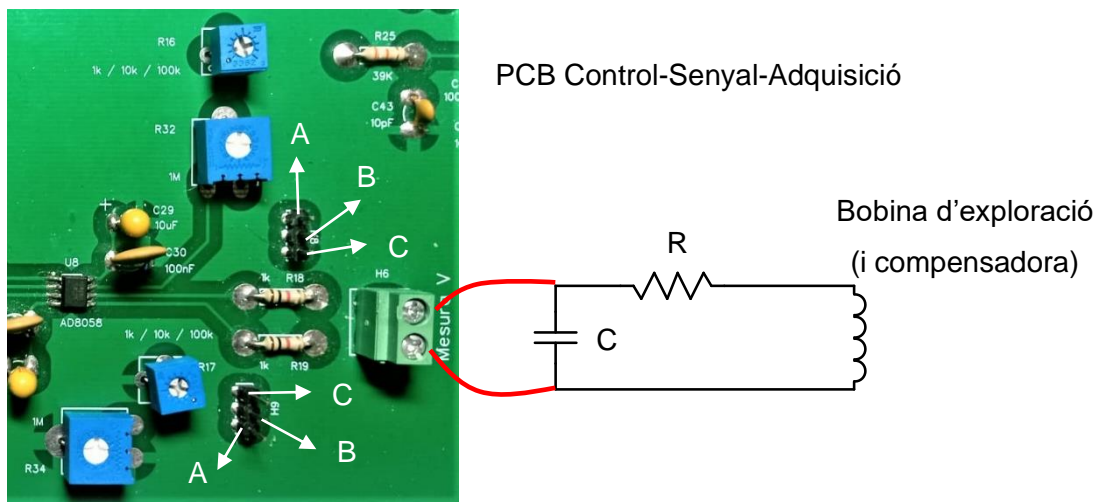 R16
1k / 10k / 100k
R25
39K
C43
10pF
R32
1M
A
B
C
C29
10uF
C30
100nF
U8
AD8058
1k
R18
H6
Mesura V
1k / 10k / 100k
R17
1k
R19
H9
C
B
A
1M
R34
PCB Control-Senyal-Adquisició
Bobina d'exploració
(i compensadora)
R
C